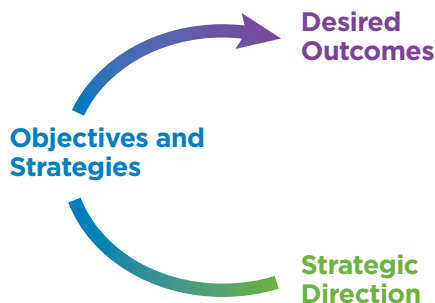 Desired
Outcomes
Objectives and
Strategies
Strategic
Direction